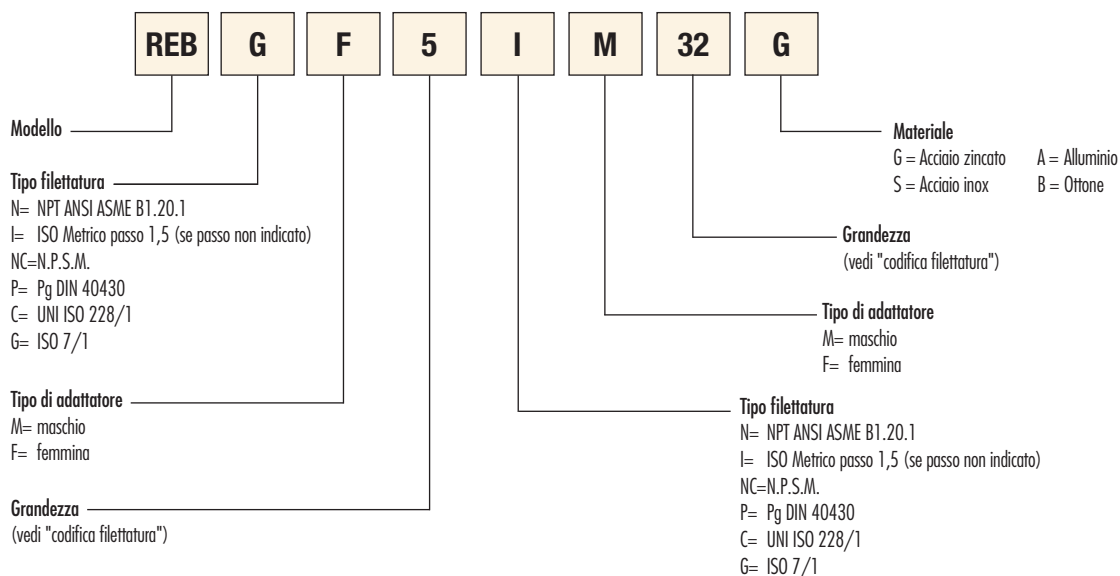 REB G F 5 I M 32 G
Modello
Tipo filettatura
N= NPT ANSI ASME B1.20.1
I= ISO Metrico passo 1,5 (se passo non indicato)
NC=N.P.S.M.
P= Pg DIN 40430
C= UNI ISO 228/1
G= ISO 7/1
Tipo di adattatore
M= maschio
F= femmina
Grandezza
(vedi "codifica filettatura")
Materiale
G = Acciaio zincato A = Alluminio
S = Acciaio inox B = Ottone
Grandezza
(vedi "codifica filettatura")
Tipo di adattatore
M= maschio
F= femmina
Tipo filettatura
N= NPT ANSI ASME B1.20.1
I= ISO Metrico passo 1,5 (se passo non indicato)
NC=N.P.S.M.
P= Pg DIN 40430
C= UNI ISO 228/1
G= ISO 7/1